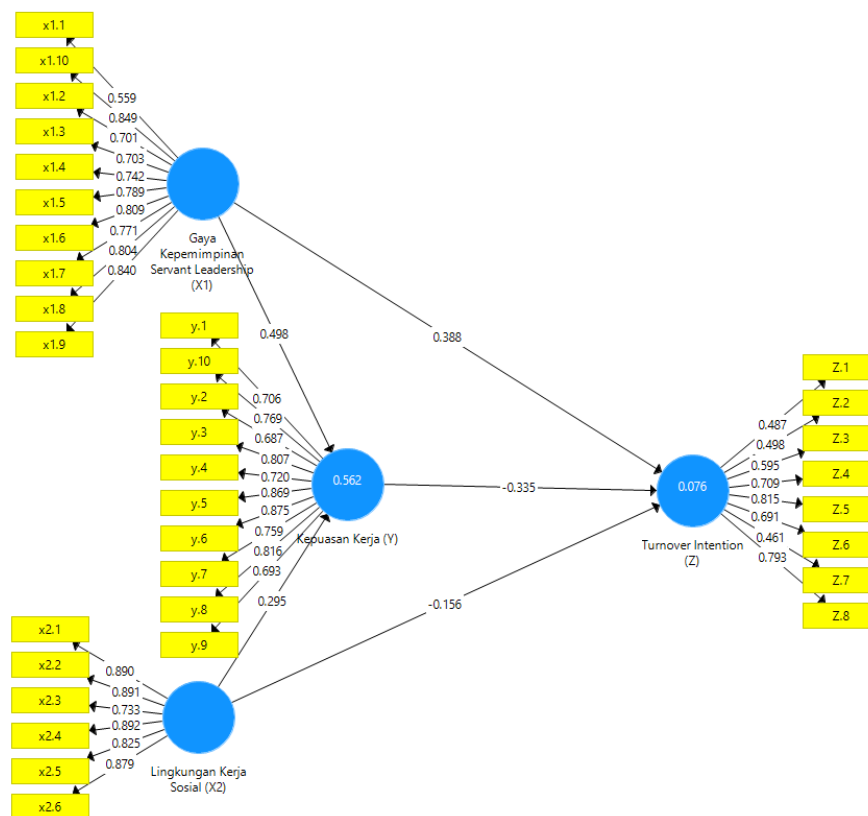 x1.1
x1.10
x1.2
x1.3
x1.4
x1.5
x1.6
x1.7
x1.8
x1.9
0.559
0.849
0.701
0.703
0.742
0.789
0.809
0.771
0.804
0.840
Gaya
Kepemimpinan
Servant Leadership
(X1)
0.498
0.388
y.1
y.10
y.2
y.3
y.4
y.5
y.6
y.7
y.8
y.9
0.706
0.769
0.687
0.807
0.720
0.869
0.875
0.759
0.816
0.693
0.562
Kepuasan Kerja (Y)
-0.335
0.295
-0.156
0.076
Turnover Intention
(Z)
0.487
0.498
0.595
0.709
0.815
0.691
0.461
0.793
Z.1
Z.2
Z.3
Z.4
Z.5
Z.6
Z.7
Z.8
x2.1
x2.2
x2.3
x2.4
x2.5
x2.6
0.890
0.891
0.733
0.892
0.825
0.879
Lingkungan Kerja
Sosial (X2)